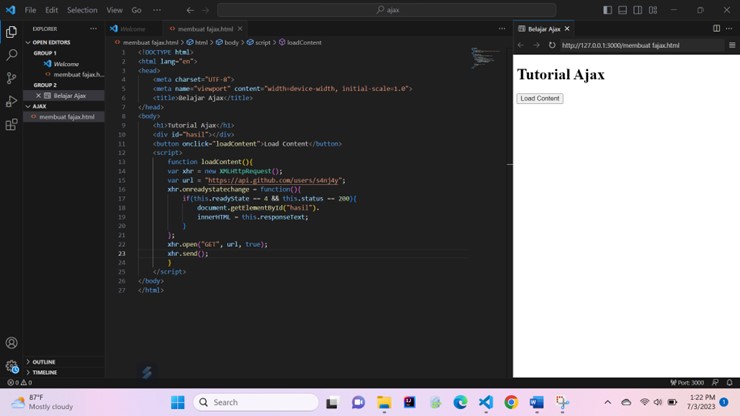 File Edit Selection View Go ajax
EXPLORER
OPEN EDITORS
GROUP 1
Welcome
membuat fajax.h...
GROUP 2
Belajar Ajax
AJAX
membuat fajax.html
OUTLINE
TIMELINE
Welcome membuat fajax.html
membuat fajax.html > html > body > script > loadContent
1 <!DOCTYPE html>
2 <html lang="en">
3 <head>
4 <meta charset="UTF-8">
5 <meta name="viewport" content="width=device-width, initial-scale=1.0">
6 <title>Belajar Ajax</title>
7 </head>
8 <body>
9 <h1>Tutorial Ajax</h1>
10 <div id="hasil"></div>
11 <button onclick="loadContent">Load Content</button>
12 <script>
13 function loadContent(){
14 var xhr = new XMLHttpRequest();
15 var url = "https://api.github.com/users/s4nj4y";
16 xhr.onreadystatechange = function(){
17 if(this.readyState == 4 && this.status == 200){
18 document.getElementById("hasil").
19 innerHTML = this.responseText;
20 }
21 };
22 xhr.open("GET", url, true);
23 xhr.send();
24 }
25 </script>
26 </body>
27 </html>
Belajar Ajax
http://127.0.0.1:3000/membuat fajax.html
Tutorial Ajax
Load Content
0 0 Port: 3000
87°F
Mostly cloudy
Search
1:22 PM
7/3/2023